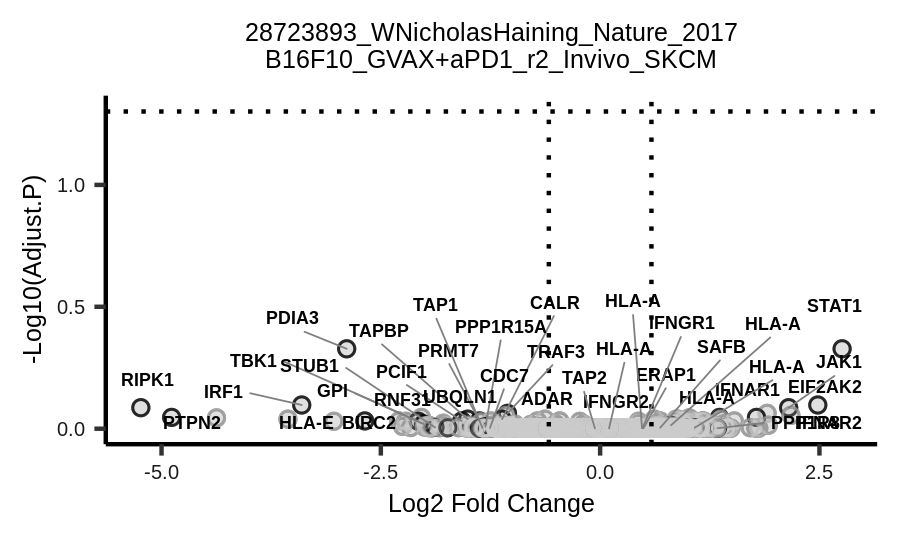 28723893_WNicholasHaining_Nature_2017
B16F10_GVAX+aPD1_r2_Invivo_SKCM
-Log10(Adjust.P)
1.0
0.5
0.0
TAP1
CALR
HLA-A
STAT1
PDIA3
TAPBP
PPP1R15A
IFNGR1
HLA-A
PRMT7
TRAF3
HLA-A
SAFB
TBK1
STUB1
PCIF1
CDC7
TAP2
ERAP1
HLA-A
JAK1
RIPK1
IRF1
GPI
RNF31
UBQLN1
ADAR
IFNGR2
HLA-A
IFNAR1
EIF2AK2
PTPN2
HLA-E
BIRC2
IFNAR2
-5.0
-2.5
0.0
2.5
Log2 Fold Change